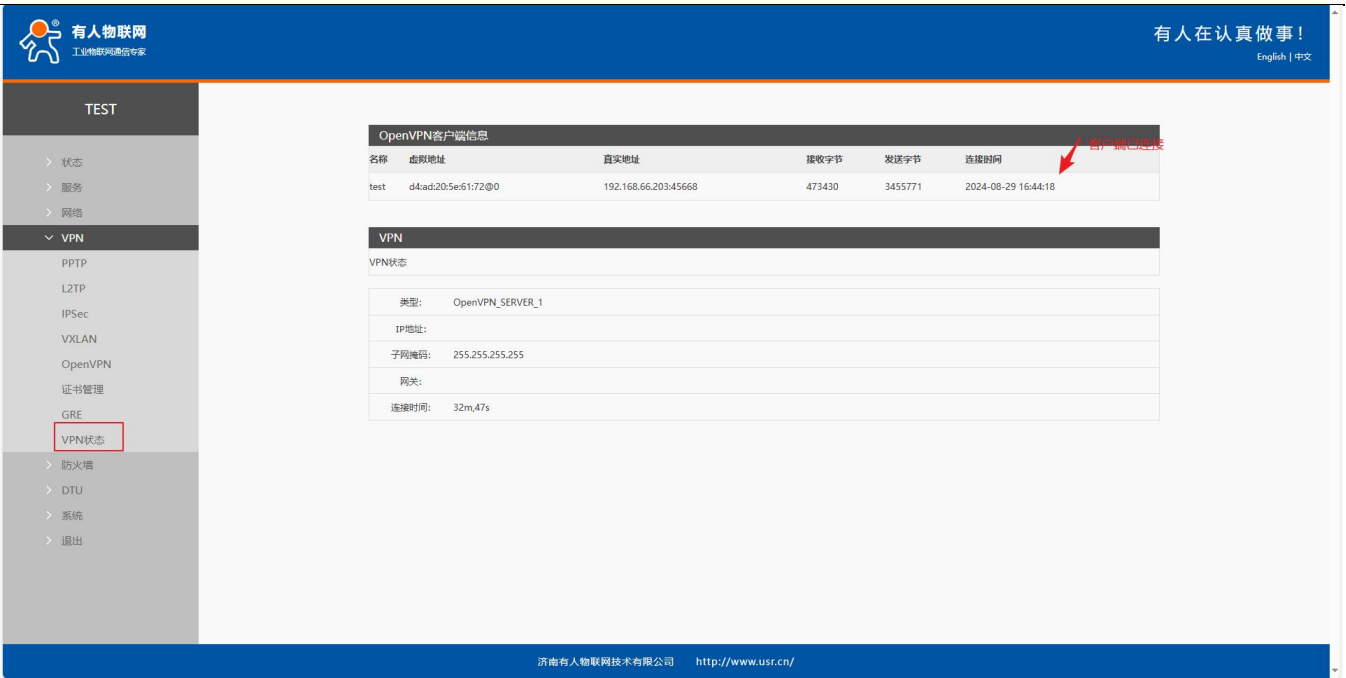 有人物联网
工业物联网通信专家
有人在认真做事！
English | 中文
TEST
状态
服务
网络
VPN
PPTP
L2TP
IPSec
VXLAN
OpenVPN
证书管理
GRE
VPN状态
防火墙
DTU
系统
退出
OpenVPN客户端信息
客户端已连接
名称 虚拟地址 真实地址 接收字节 发送字节 连接时间
test d4:ad:20:5e:61:72@0 192.168.66.203:45668 473430 3455771 2024-08-29 16:44:18
VPN
VPN状态
类型: OpenVPN_SERVER_1
IP地址:
子网掩码: 255.255.255.255
网关:
连接时间: 32m,47s
济南有人物联网技术有限公司 http://www.usr.cn/